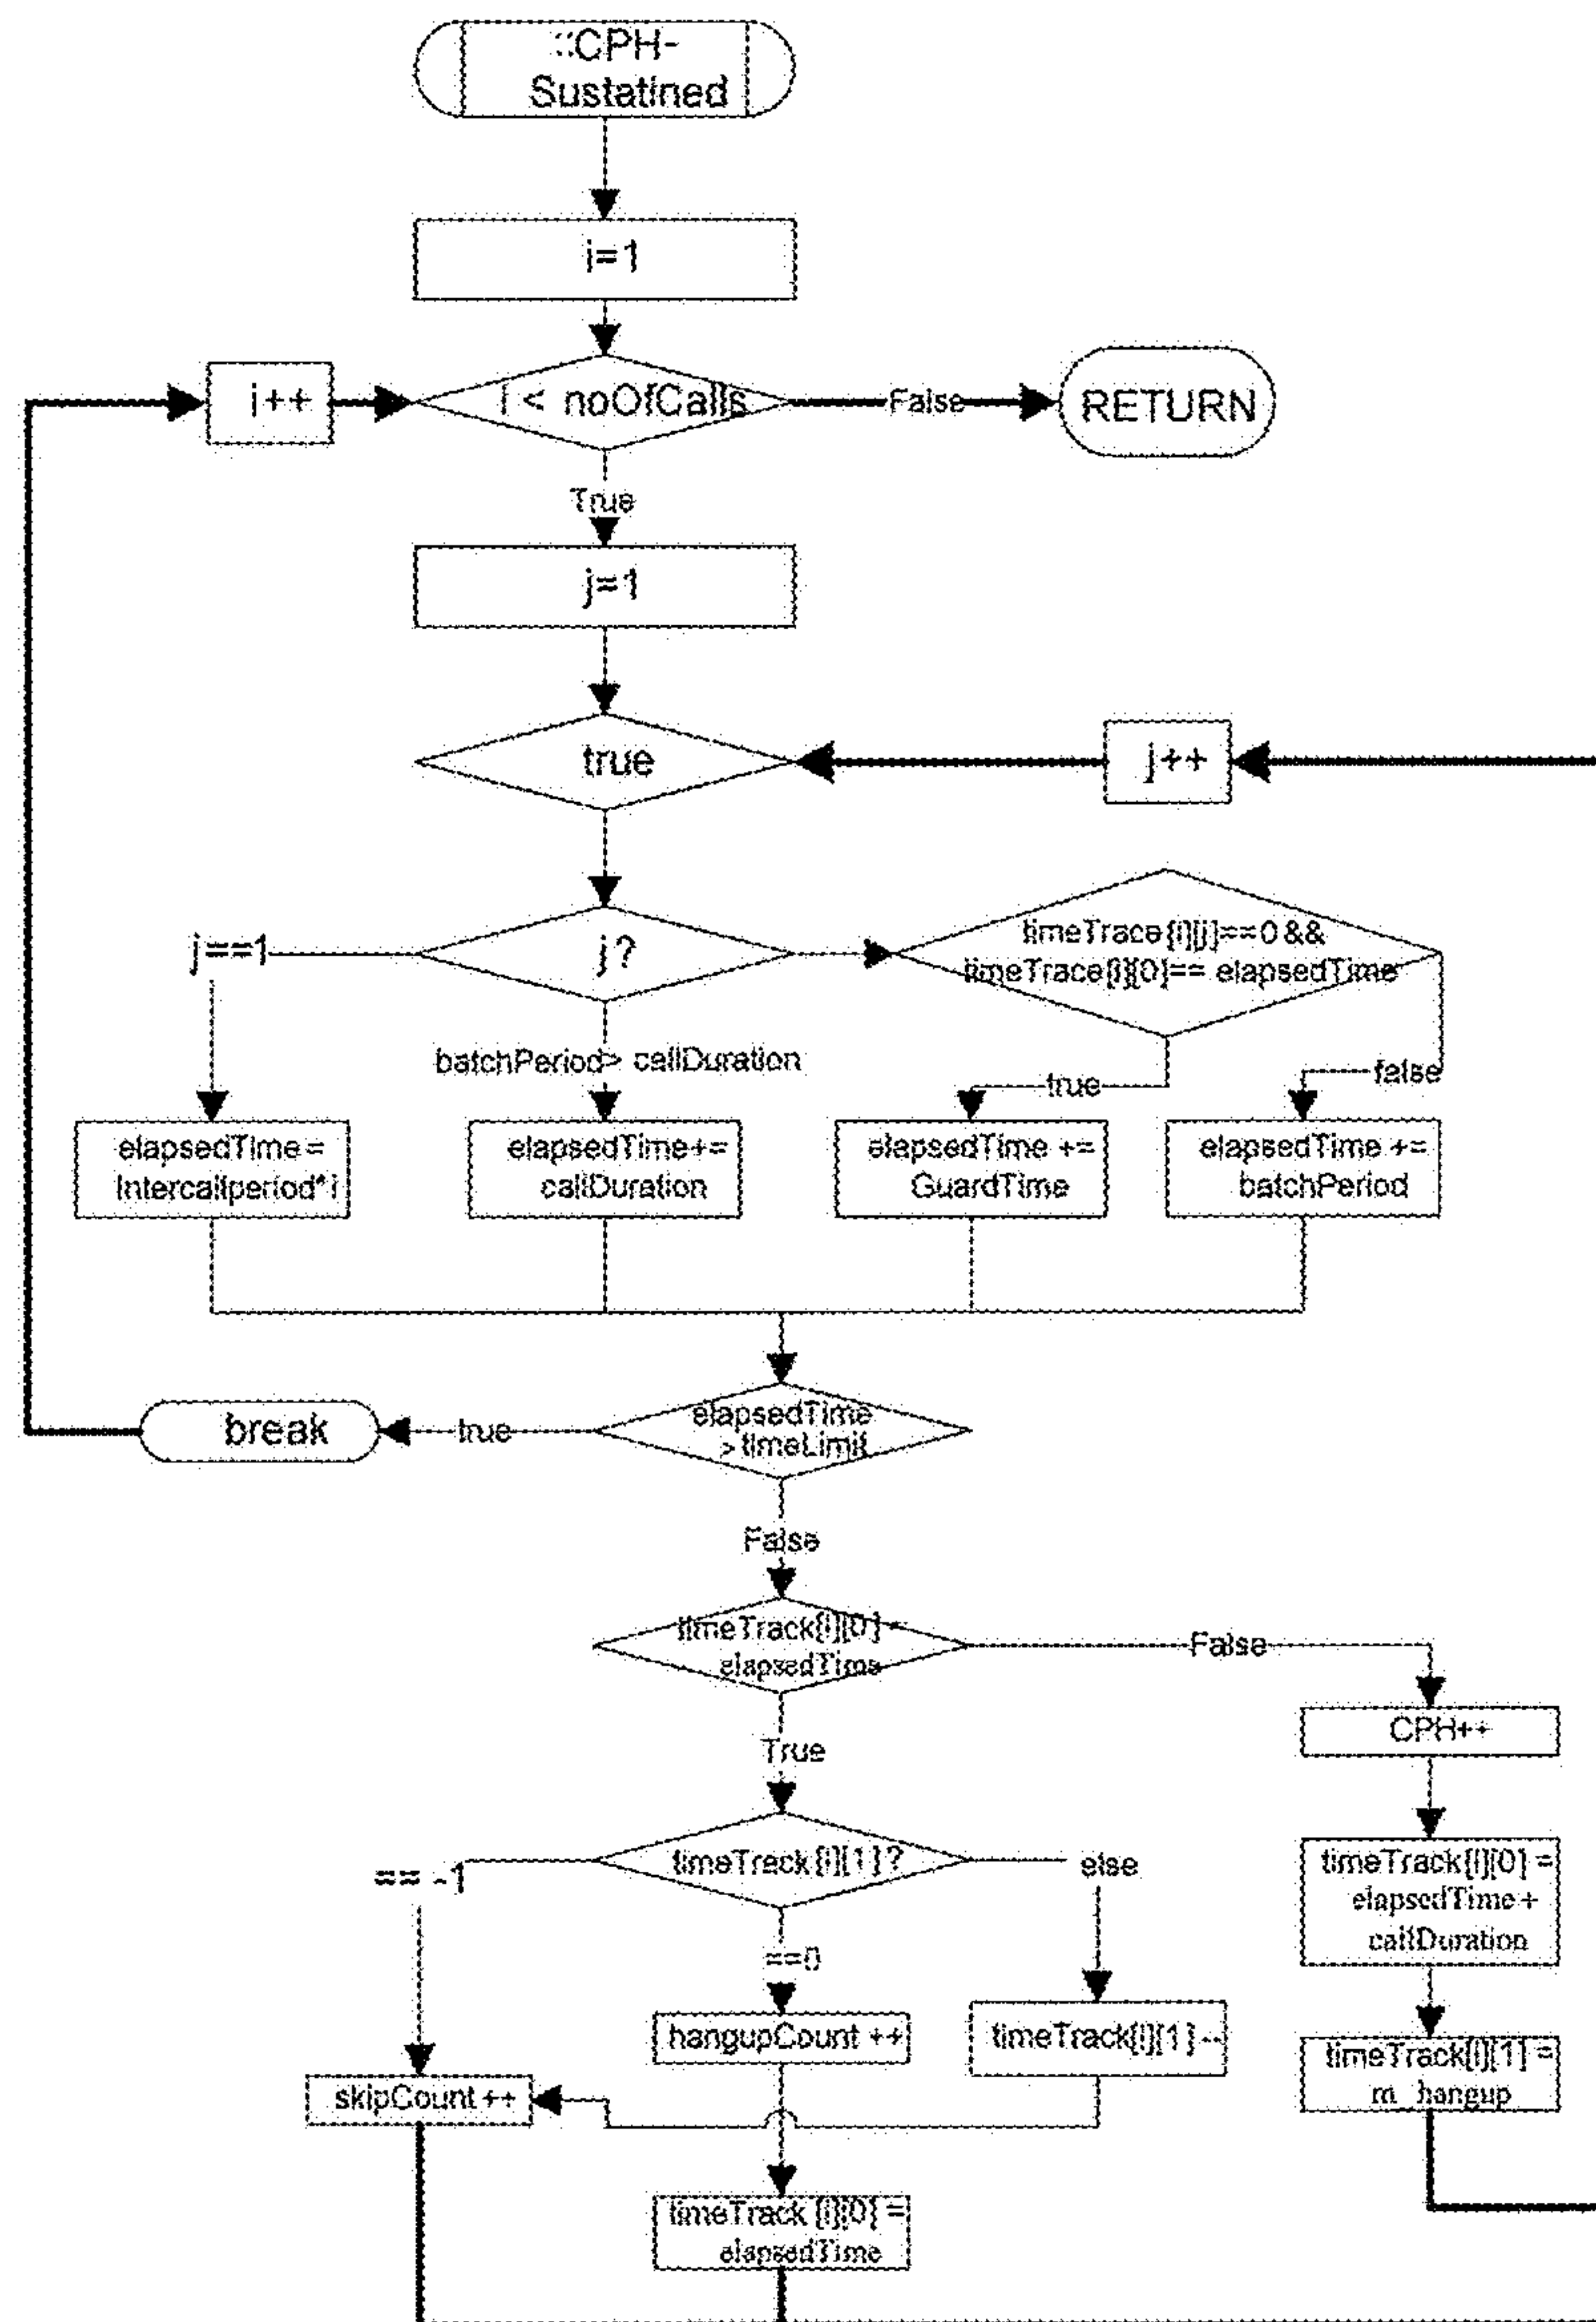 ::CPH-
Sustatined
i=1
i++
i < noOfCalls
False
RETURN
True
j=1
true
j++
j==1
j?
timeTrace[i][j]==0 &&
timeTrace[i][0]== elapsedTime
batchPeriod> callDuration
true
false
elapsedTime =
Intercallperiod*i
elapsedTime+=
callDuration
elapsedTime +=
GuardTime
elapsedTime +=
batchPeriod
break
true
elapsedTime
>timeLimit
False
timeTrack[i][0]
elapsedTime
False
CPH++
True
timeTrack[i][1]?
== -1
else
==0
timeTrack[i][0] =
elapsedTime +
callDuration
hangupCount ++
timeTrack[i][1] --
timeTrack[i][1] =
m_hangup
skipCount ++
timeTrack [i][0] =
elapsedTime